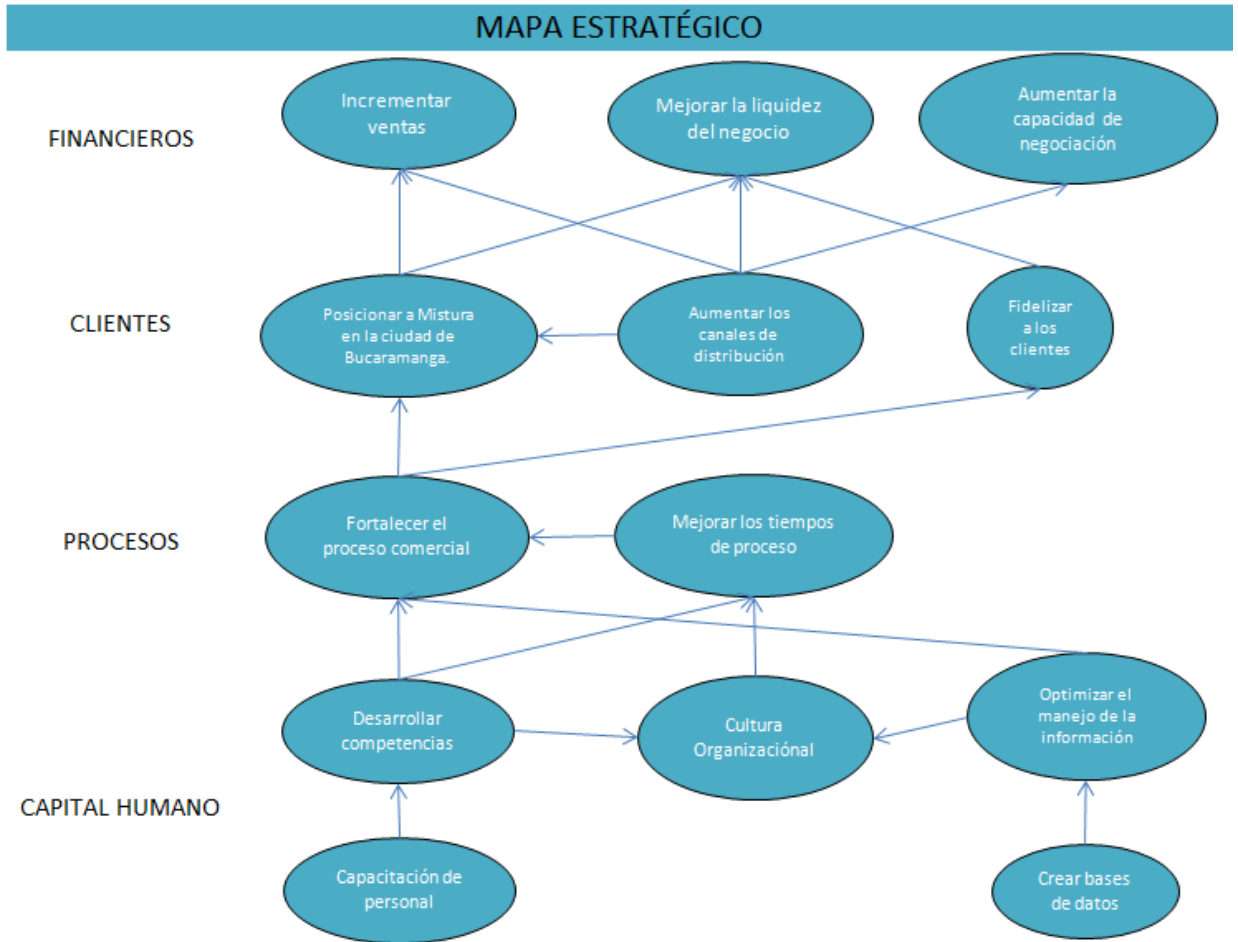 MAPA ESTRATÉGICO
FINANCIEROS
Incrementar
ventas
Mejorar la liquidez
del negocio
Aumentar la
capacidad de
negociación
CLIENTES
Posicionar a Mistura
en la ciudad de
Bucaramanga.
Aumentar los
canales de
distribución
Fidelizar
a los
clientes
PROCESOS
Fortalecer el
proceso comercial
Mejorar los tiempos
de proceso
CAPITAL HUMANO
Desarrollar
competencias
Cultura
Organizaciónal
Optimizar el
manejo de la
información
Capacitación de
personal
Crear bases
de datos